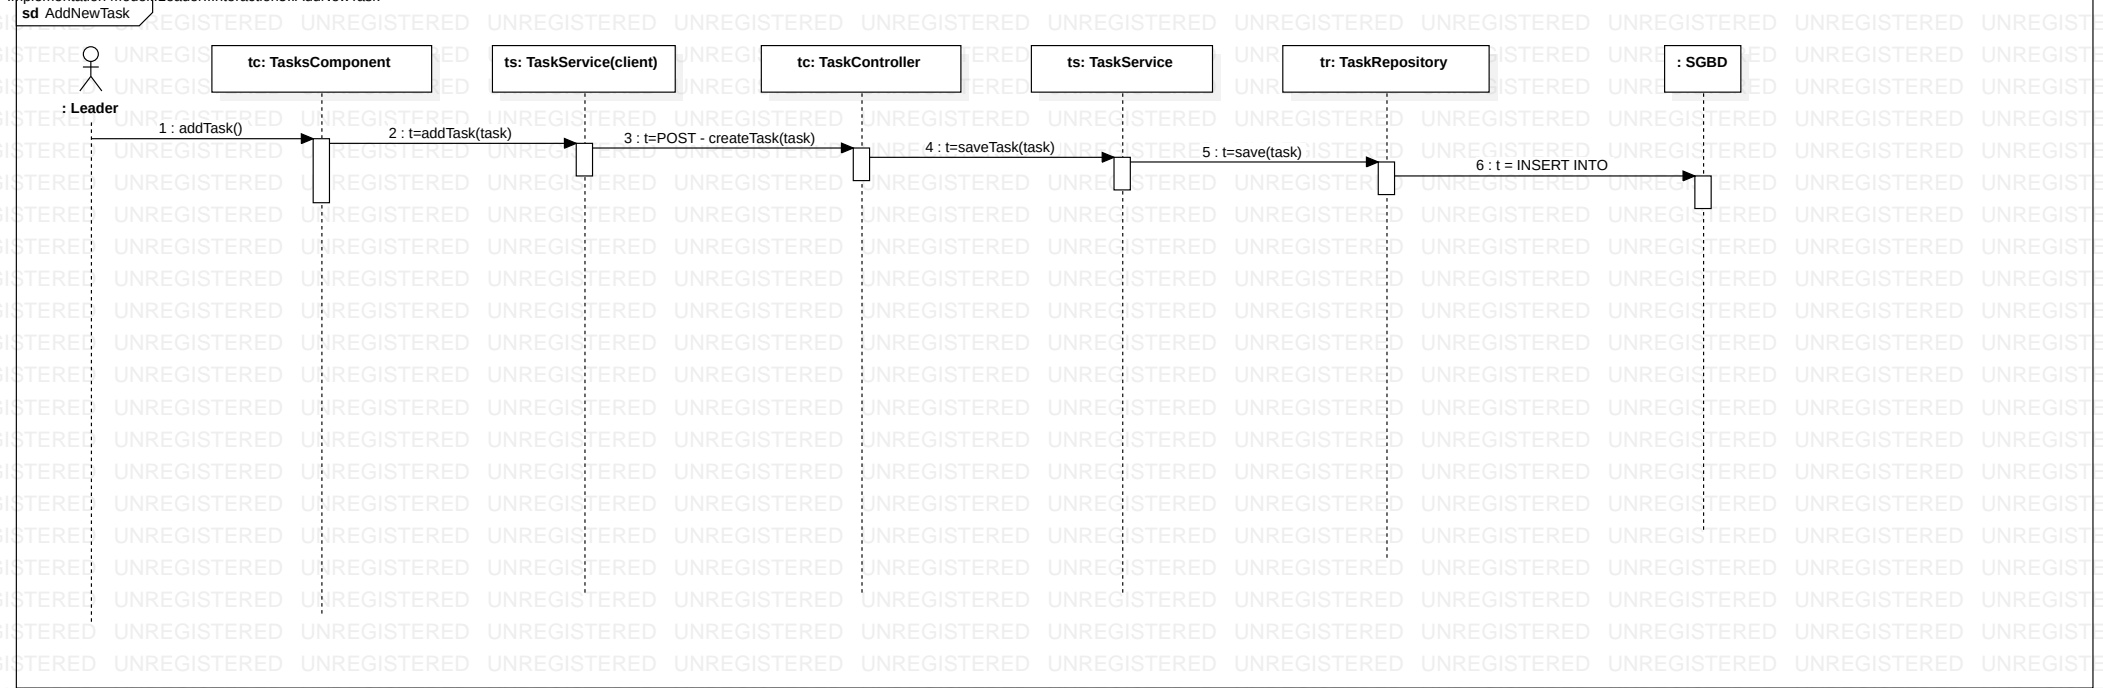 sd AddNewTask
tc: TasksComponent
ts: TaskService(client)
tc: TaskController
ts: TaskService
tr: TaskRepository
: SGBD
: Leader
1 : addTask()
2 : t=addTask(task)
3 : t=POST - createTask(task)
4 : t=saveTask(task)
5 : t=save(task)
6 : t = INSERT INTO
UNREGISTERED